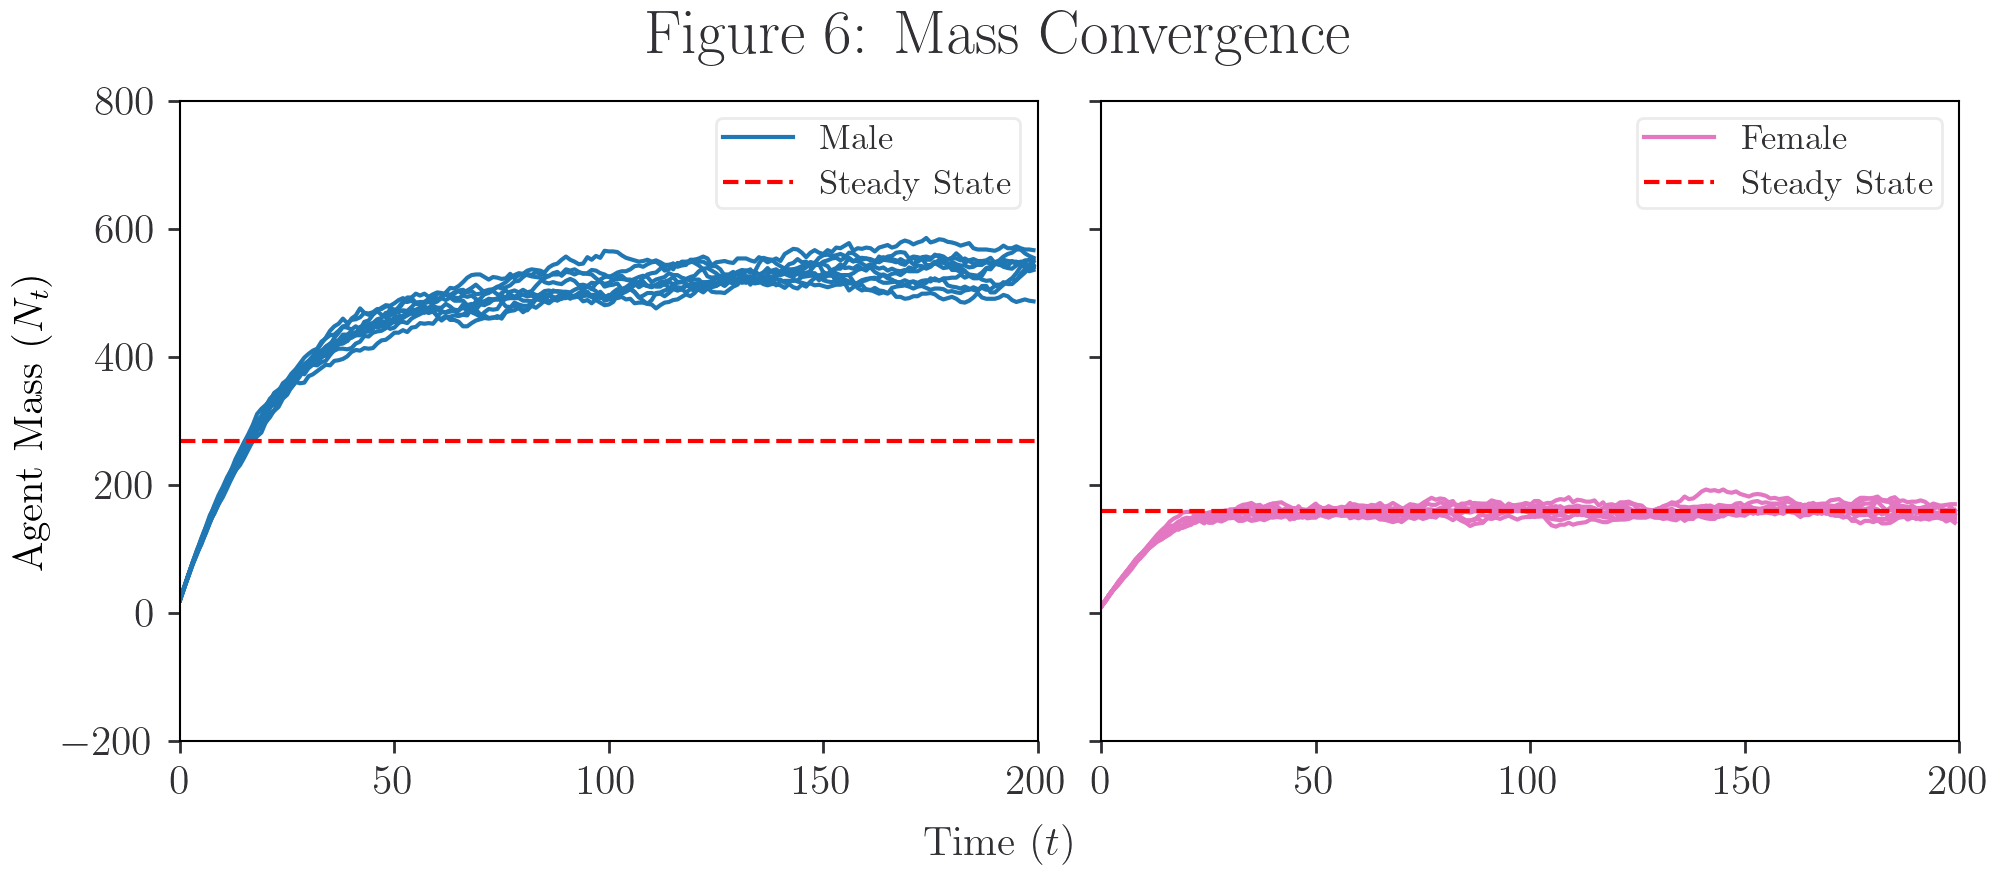 Figure 6: Mass Convergence
Agent Mass (N_t)
800
600
400
200
0
−200
Male
Steady State
0
50
100
150
200
Female
Steady State
0
50
100
150
200
Time (t)